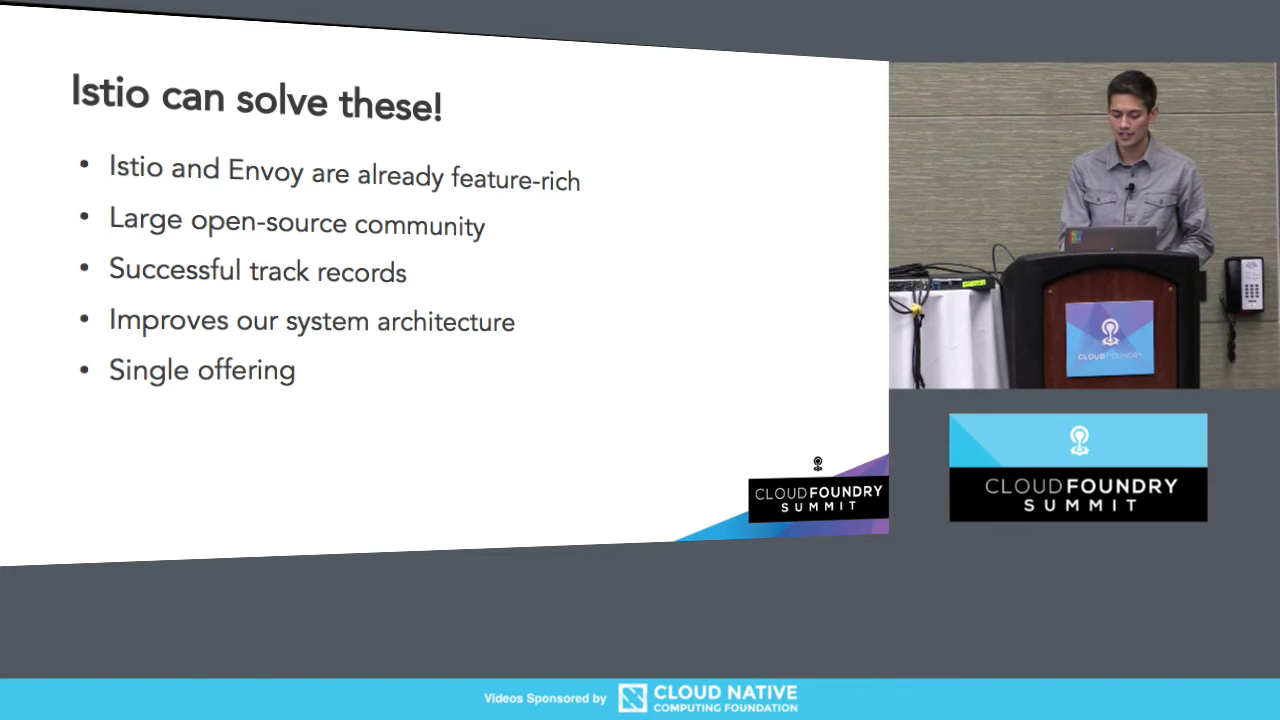 Istio can solve these!
• Istio and Envoy are already feature-rich
• Large open-source community
• Successful track records
• Improves our system architecture
• Single offering
CLOUDFOUNDRY
SUMMIT
CLOUDFOUNDRY
CLOUDFOUNDRY
SUMMIT
Videos Sponsored by
CLOUD NATIVE
COMPUTING FOUNDATION